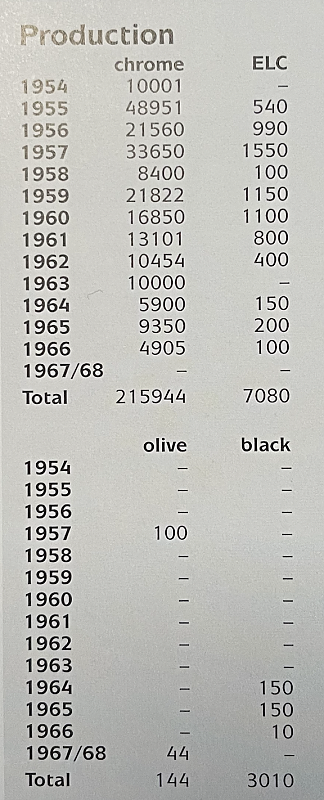 Production
chrome ELC
1954 10001 –
1955 48951 540
1956 21560 990
1957 33650 1550
1958 8400 100
1959 21822 1150
1960 16850 1100
1961 13101 800
1962 10454 400
1963 10000 –
1964 5900 150
1965 9350 200
1966 4905 100
1967/68 – –
Total 215944 7080
olive black
1954 – –
1955 – –
1956 – –
1957 100 –
1958 – –
1959 – –
1960 – –
1961 – –
1962 – –
1963 – –
1964 – 150
1965 – 150
1966 – 10
1967/68 44 –
Total 144 3010